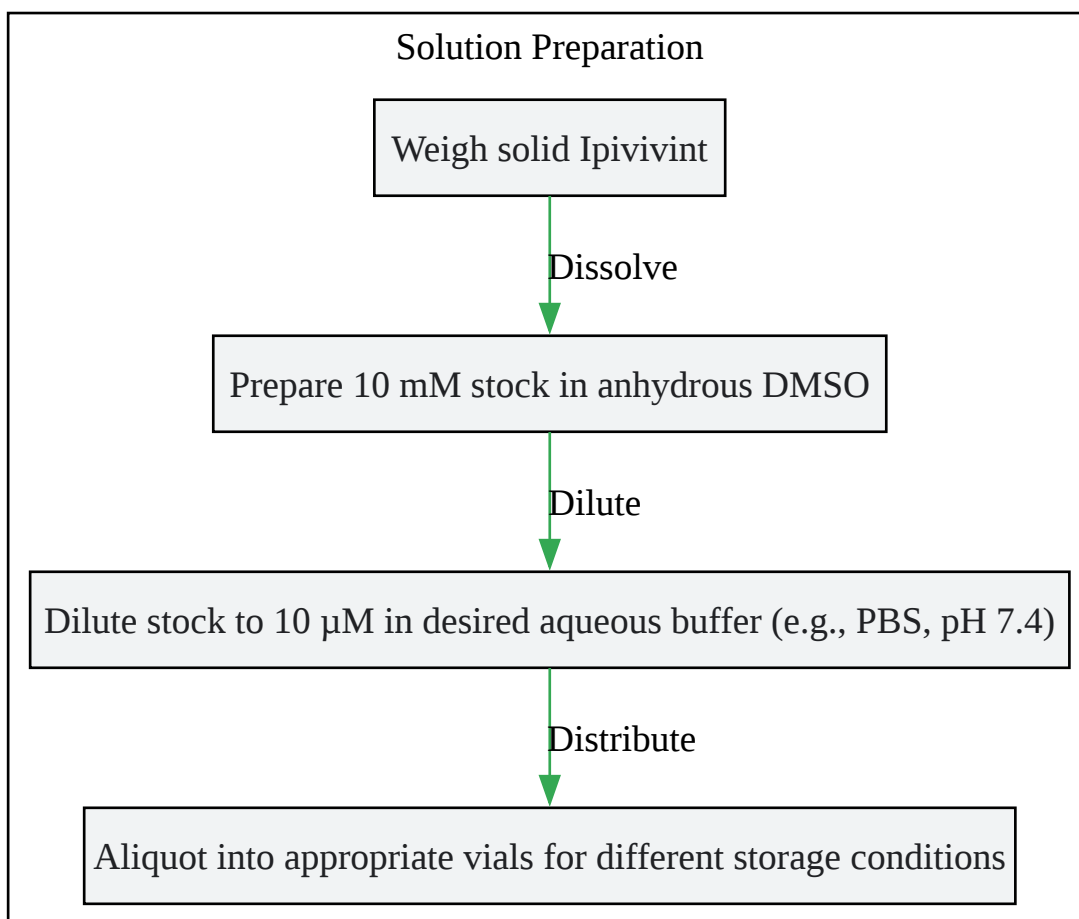 Solution Preparation
Weigh solid Ipivivint
Dissolve
Prepare 10 mM stock in anhydrous DMSO
Dilute
Dilute stock to 10 µM in desired aqueous buffer (e.g., PBS, pH 7.4)
Distribute
Aliquot into appropriate vials for different storage conditions